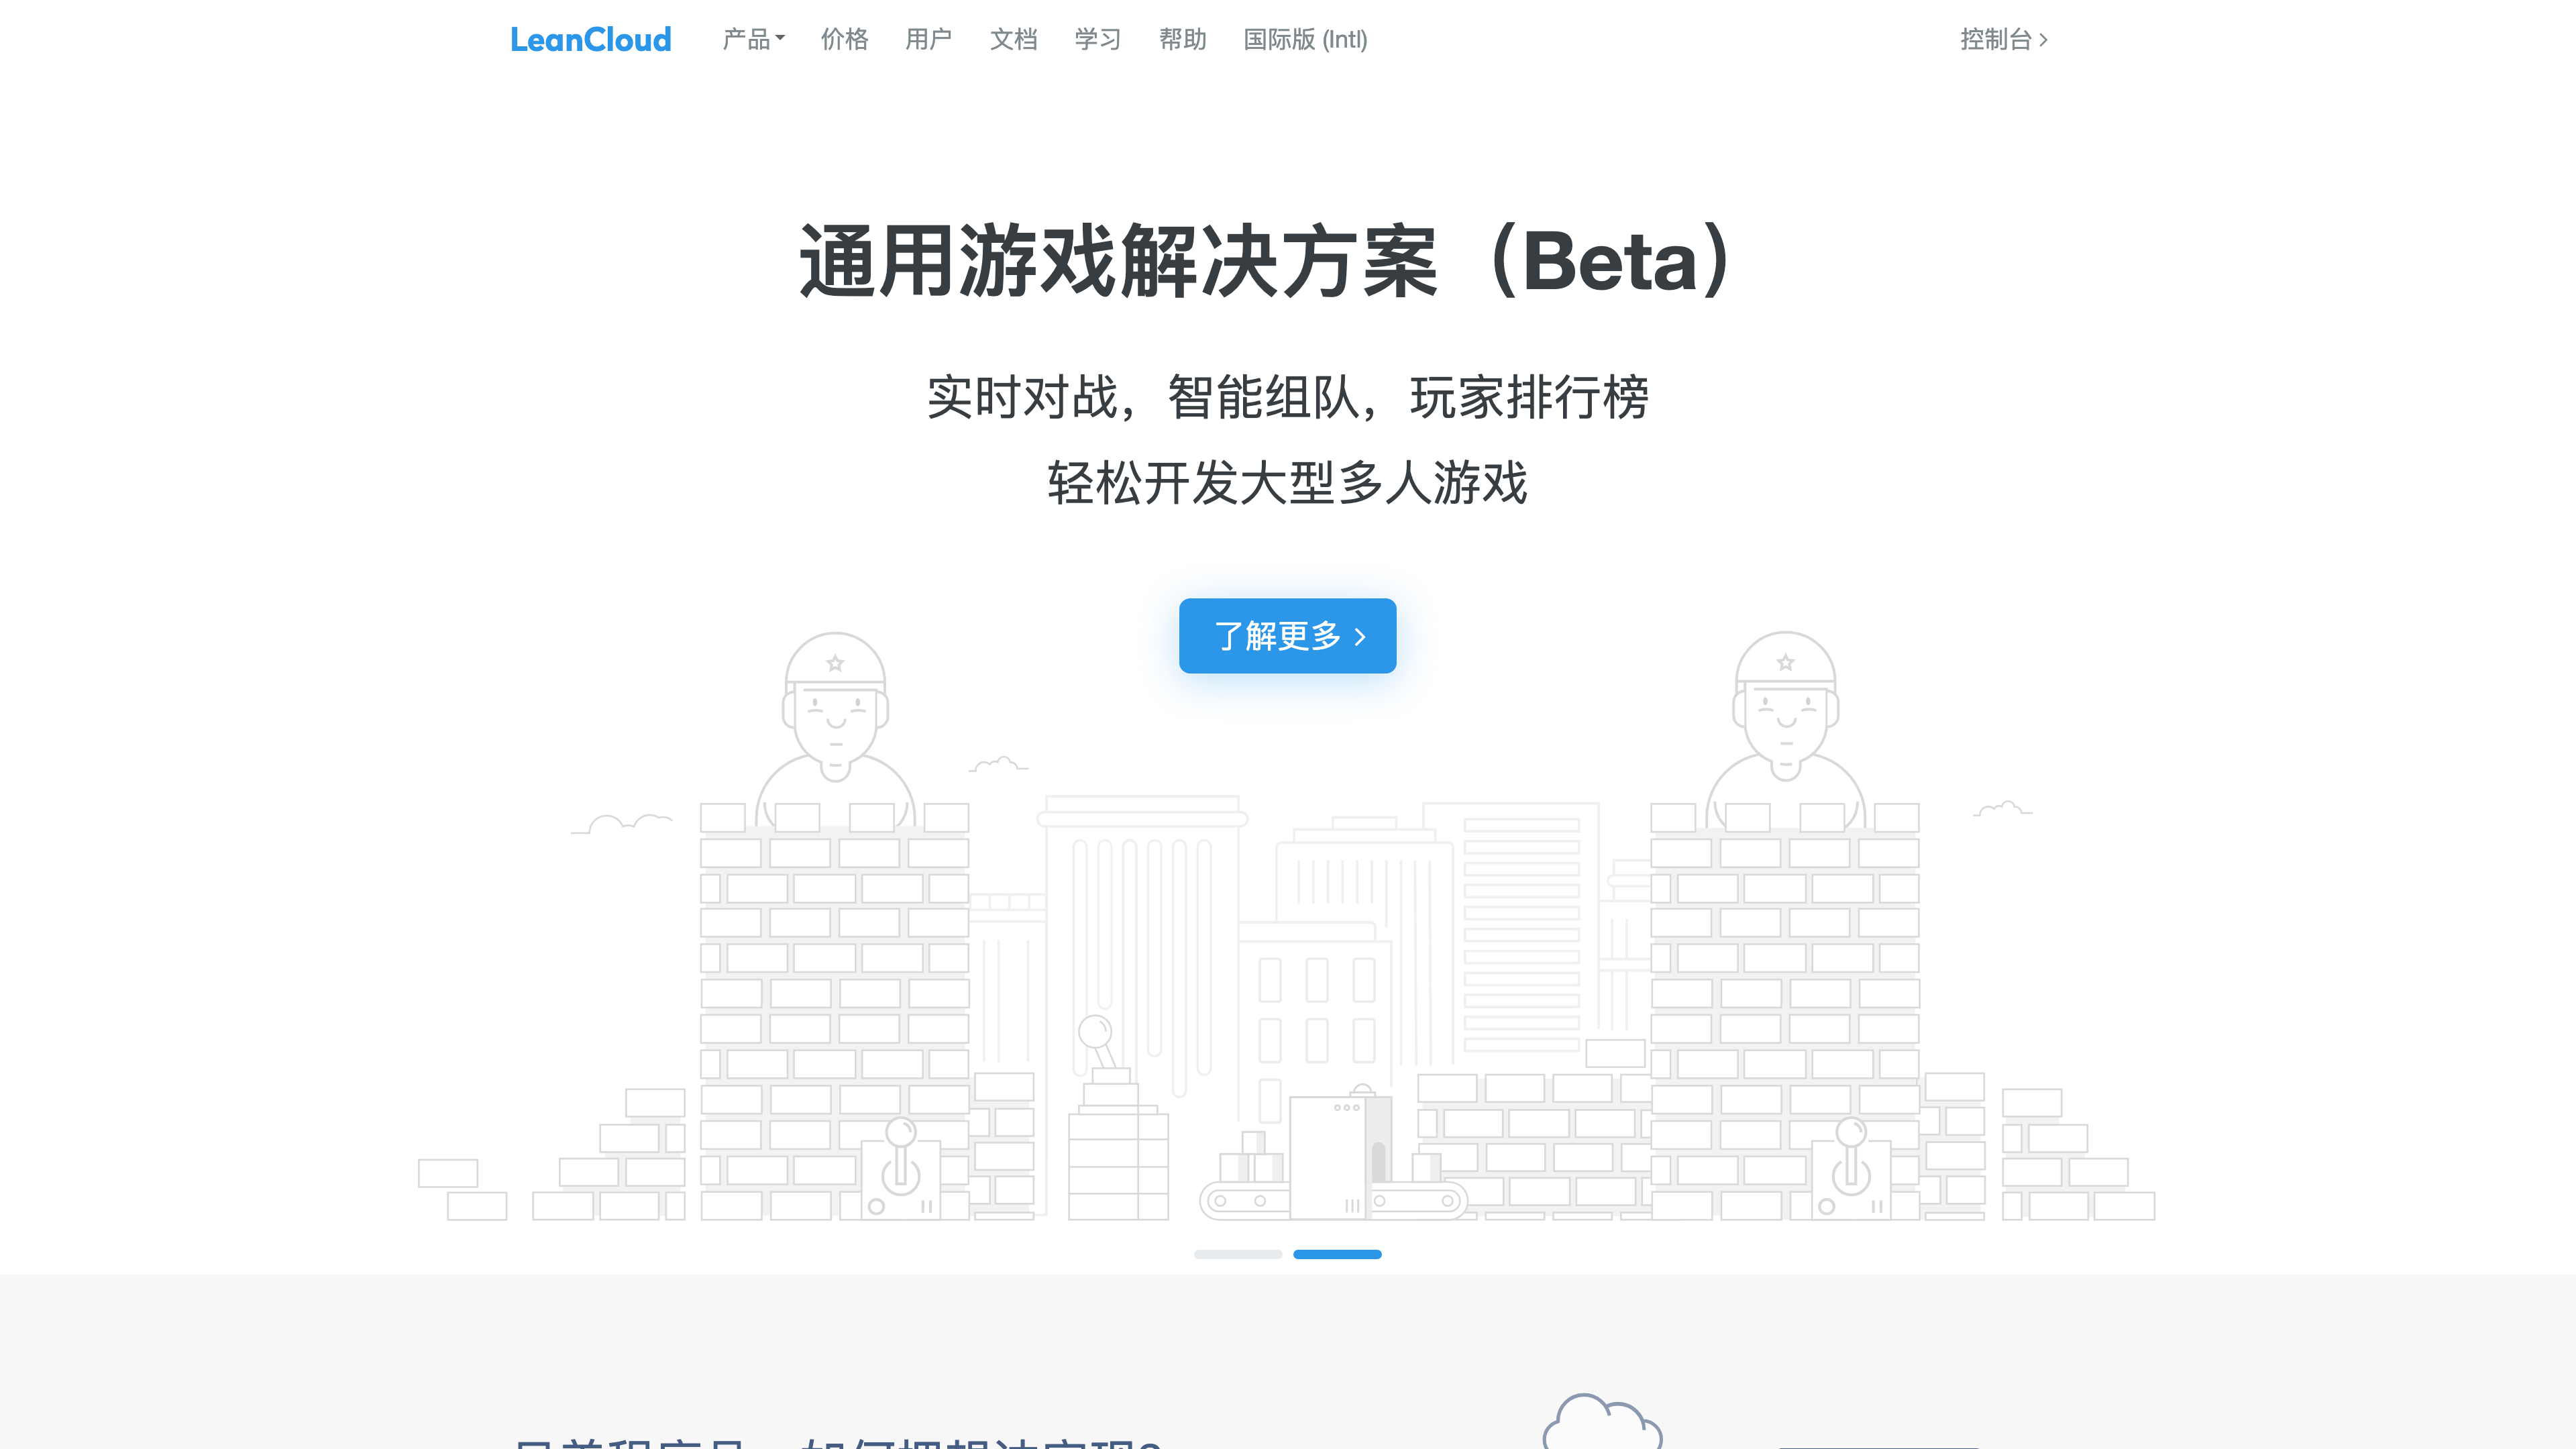 LeanCloud
产品
价格
用户
文档
学习
帮助
国际版 (Intl)
控制台
通用游戏解决方案（Beta）
实时对战，智能组队，玩家排行榜
轻松开发大型多人游戏
了解更多